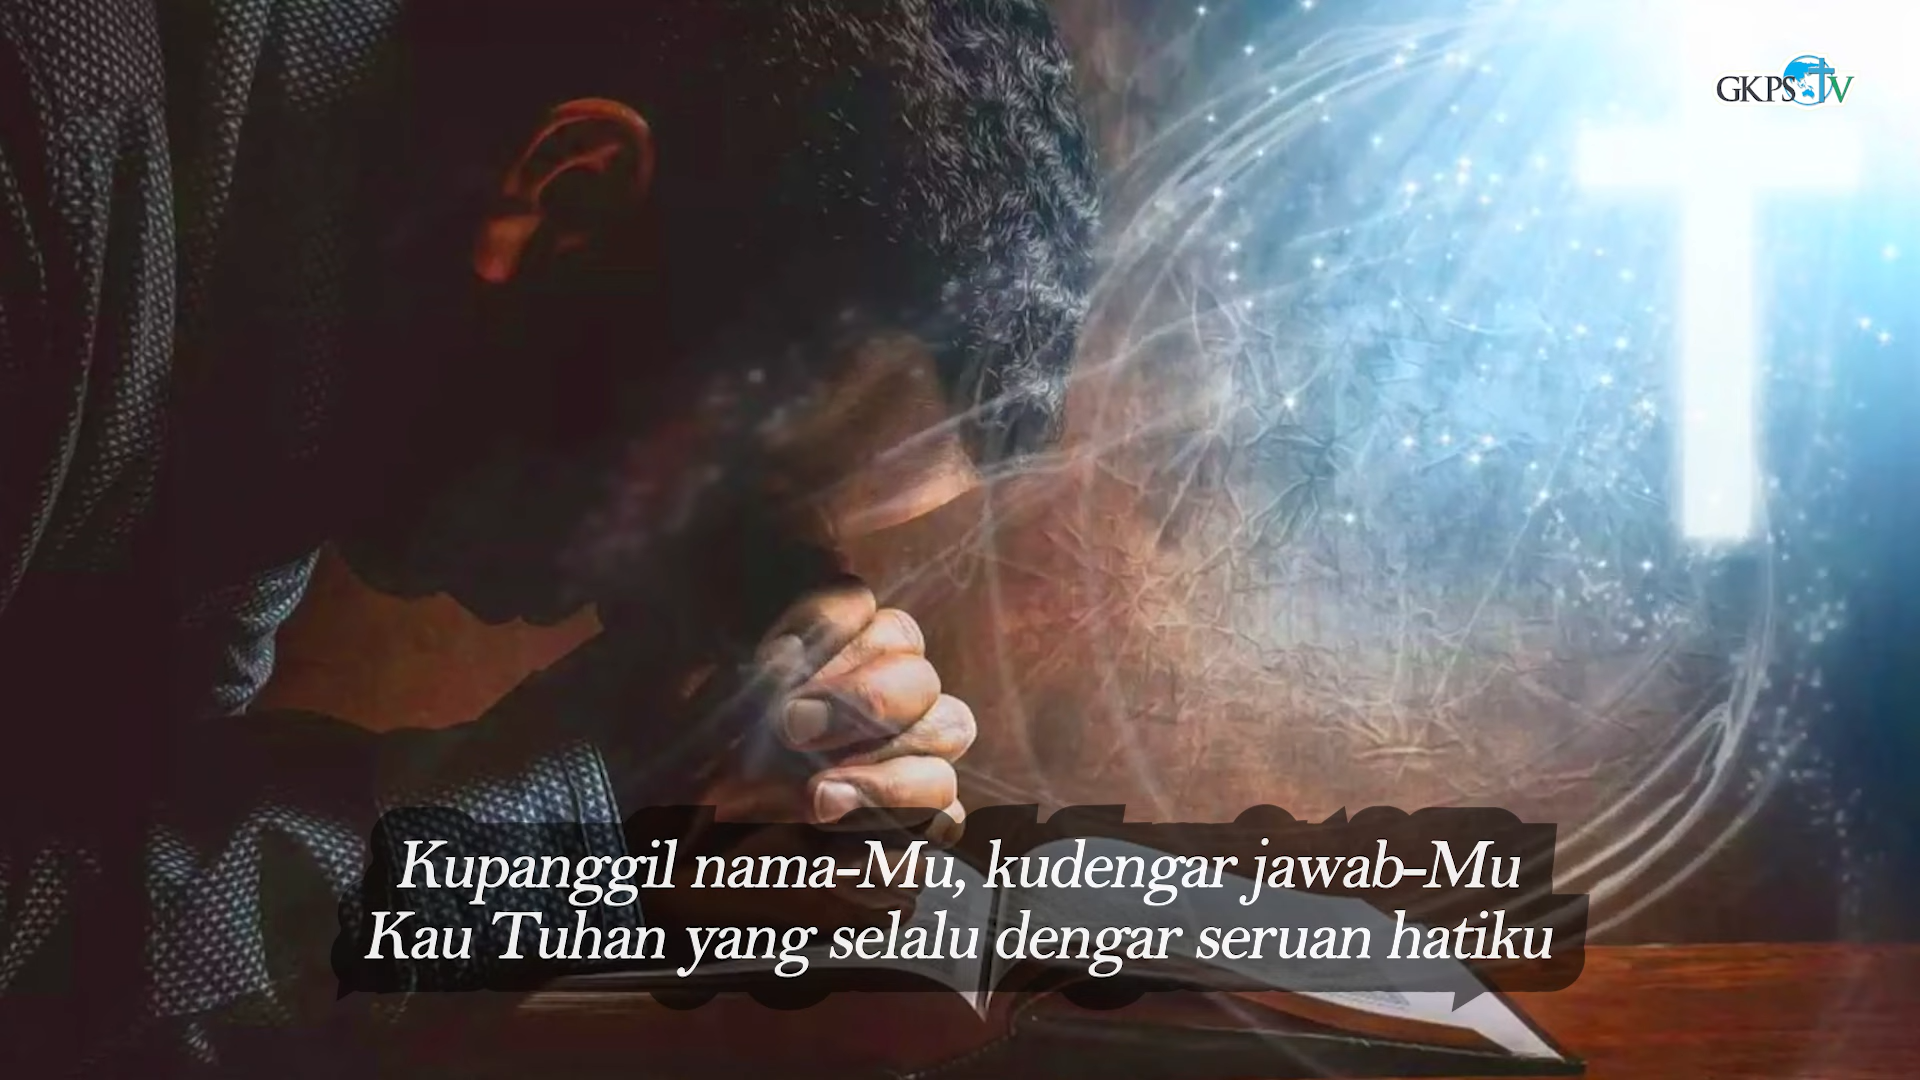 GKPS TV
Kupanggil nama-Mu, kudengar jawab-Mu
Kau Tuhan yang selalu dengar seruan hatiku